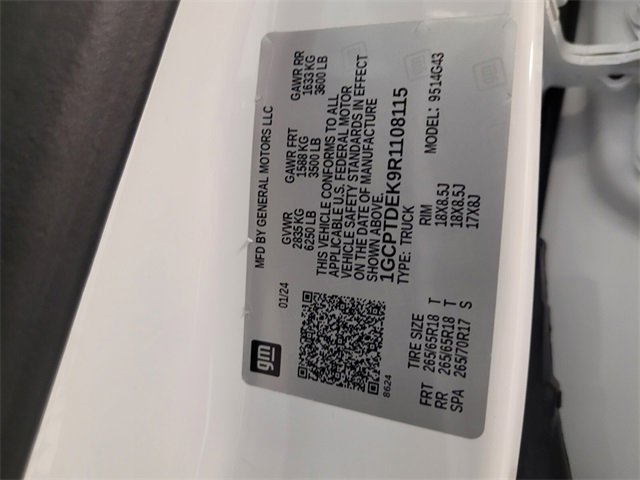 MFD BY GENERAL MOTORS LLC
01/24
GVWR GAWR FRT GAWR RR
2835 KG 1588 KG 1633 KG
6250 LB 3500 LB 3600 LB
THIS VEHICLE CONFORMS TO ALL
APPLICABLE U.S. FEDERAL MOTOR
VEHICLE SAFETY STANDARDS IN EFFECT
ON THE DATE OF MANUFACTURE
SHOWN ABOVE.
1GCPTDEK9R1108115
TYPE: TRUCK MODEL: 9514G43
gm
8624
TIRE SIZE RIM
FRT 265/65R18 T 18X8.5J
RR 265/65R18 T 18X8.5J
SPA 265/70R17 S 17X8J